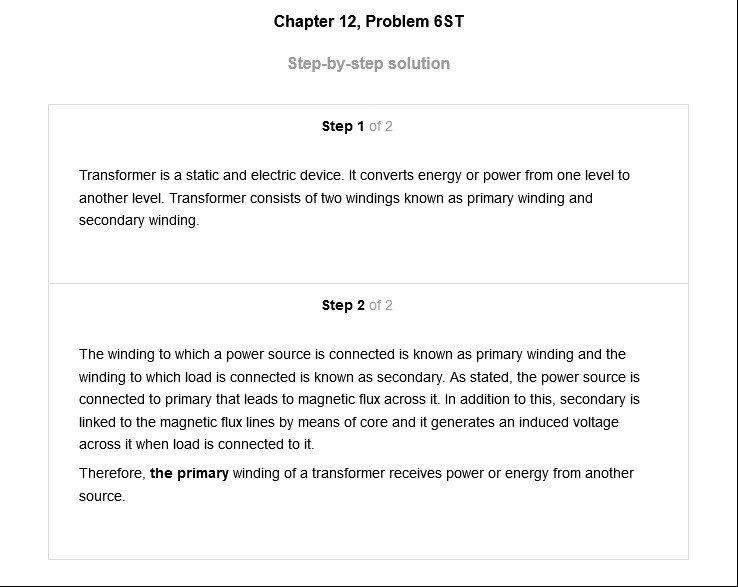 Chapter 12, Problem 6ST
Step-by-step solution
Step 1 of 2
Transformer is a static and electric device. It converts energy or power from one level to
another level. Transformer consists of two windings known as primary winding and
secondary winding.
Step 2 of 2
The winding to which a power source is connected is known as primary winding and the
winding to which load is connected is known as secondary. As stated, the power source is
connected to primary that leads to magnetic flux across it. In addition to this, secondary is
linked to the magnetic flux lines by means of core and it generates an induced voltage
across it when load is connected to it.
Therefore, the primary winding of a transformer receives power or energy from another
source.